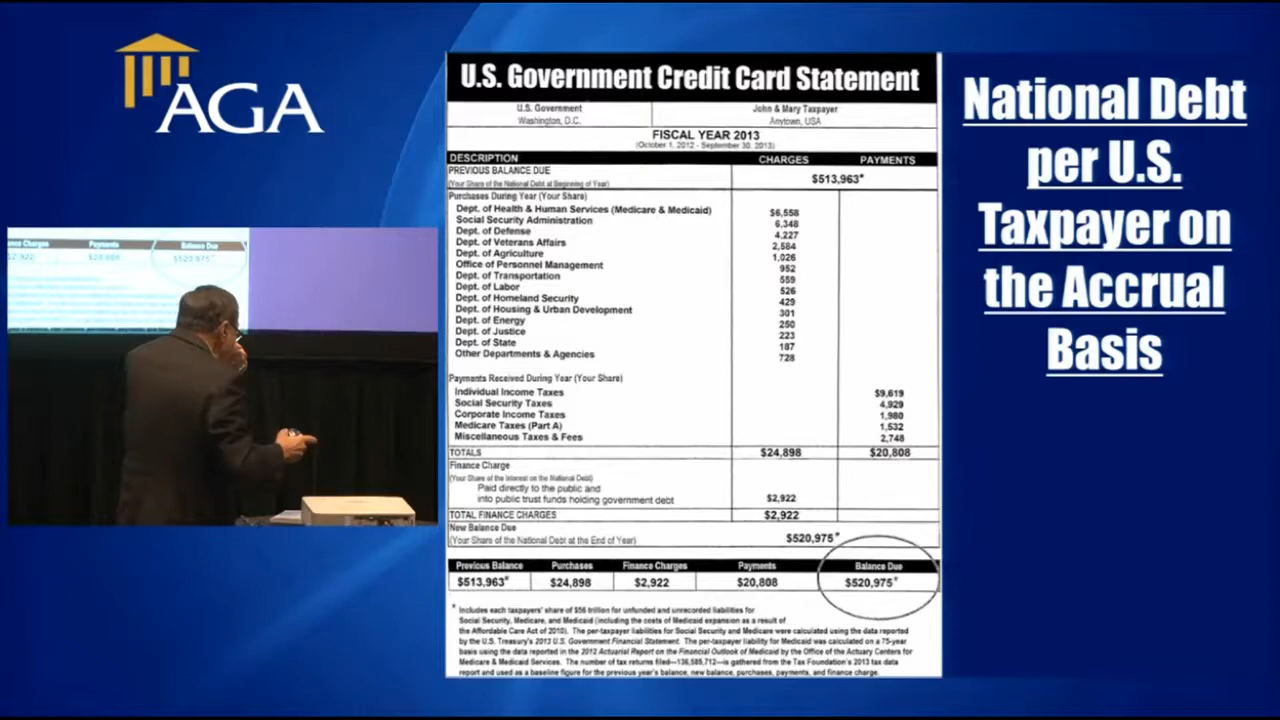 AGA
U.S. Government Credit Card Statement
U.S. Government
Washington, D.C.
John & Mary Taxpayer
Anytown, USA
FISCAL YEAR 2013
(October 1, 2012 - September 30, 2013)
DESCRIPTION CHARGES PAYMENTS
PREVIOUS BALANCE DUE
(Your Share of the National Debt at Beginning of Year) $513,963*
Purchases During Year (Your Share)
Dept. of Health & Human Services (Medicare & Medicaid) $6,558
Social Security Administration 6,348
Dept. of Defense 4,227
Dept. of Veterans Affairs 2,584
Dept. of Agriculture 1,026
Office of Personnel Management 952
Dept. of Transportation 559
Dept. of Labor 526
Dept. of Homeland Security 429
Dept. of Housing & Urban Development 301
Dept. of Energy 250
Dept. of Justice 223
Dept. of State 187
Other Departments & Agencies 728
Payments Received During Year (Your Share)
Individual Income Taxes $9,619
Social Security Taxes 4,929
Corporate Income Taxes 1,980
Medicare Taxes (Part A) 1,532
Miscellaneous Taxes & Fees 2,748
TOTALS $24,898 $20,808
Finance Charge
(Your Share of the Interest on the National Debt)
Paid directly to the public and
into public trust funds holding government debt $2,922
TOTAL FINANCE CHARGES $2,922
New Balance Due
(Your Share of the National Debt at the End of Year) $520,975*
Previous Balance Purchases Finance Charges Payments Balance Due
$513,963* $24,898 $2,922 $20,808 $520,975*
* Includes each taxpayers' share of $56 trillion for unfunded and unrecorded liabilities for
Social Security, Medicare, and Medicaid (including the costs of Medicaid expansion as a result of
the Affordable Care Act of 2010). The per-taxpayer liabilities for Social Security and Medicare were calculated using the data reported
by the U.S. Treasury's 2013 U.S. Government Financial Statement. The per-taxpayer liability for Medicaid was calculated on a 75-year
basis using the data reported in the 2012 Actuarial Report on the Financial Outlook of Medicaid by the Office of the Actuary Centers for
Medicare & Medicaid Services. The number of tax returns filed—136,585,712—is gathered from the Tax Foundation's 2013 tax data
report and used as a baseline figure for the previous year's balance, new balance, purchases, payments, and finance charge.
National Debt
per U.S.
Taxpayer on
the Accrual
Basis
Charges Payments Balance Due
$2,922 $20,808 $520,975*